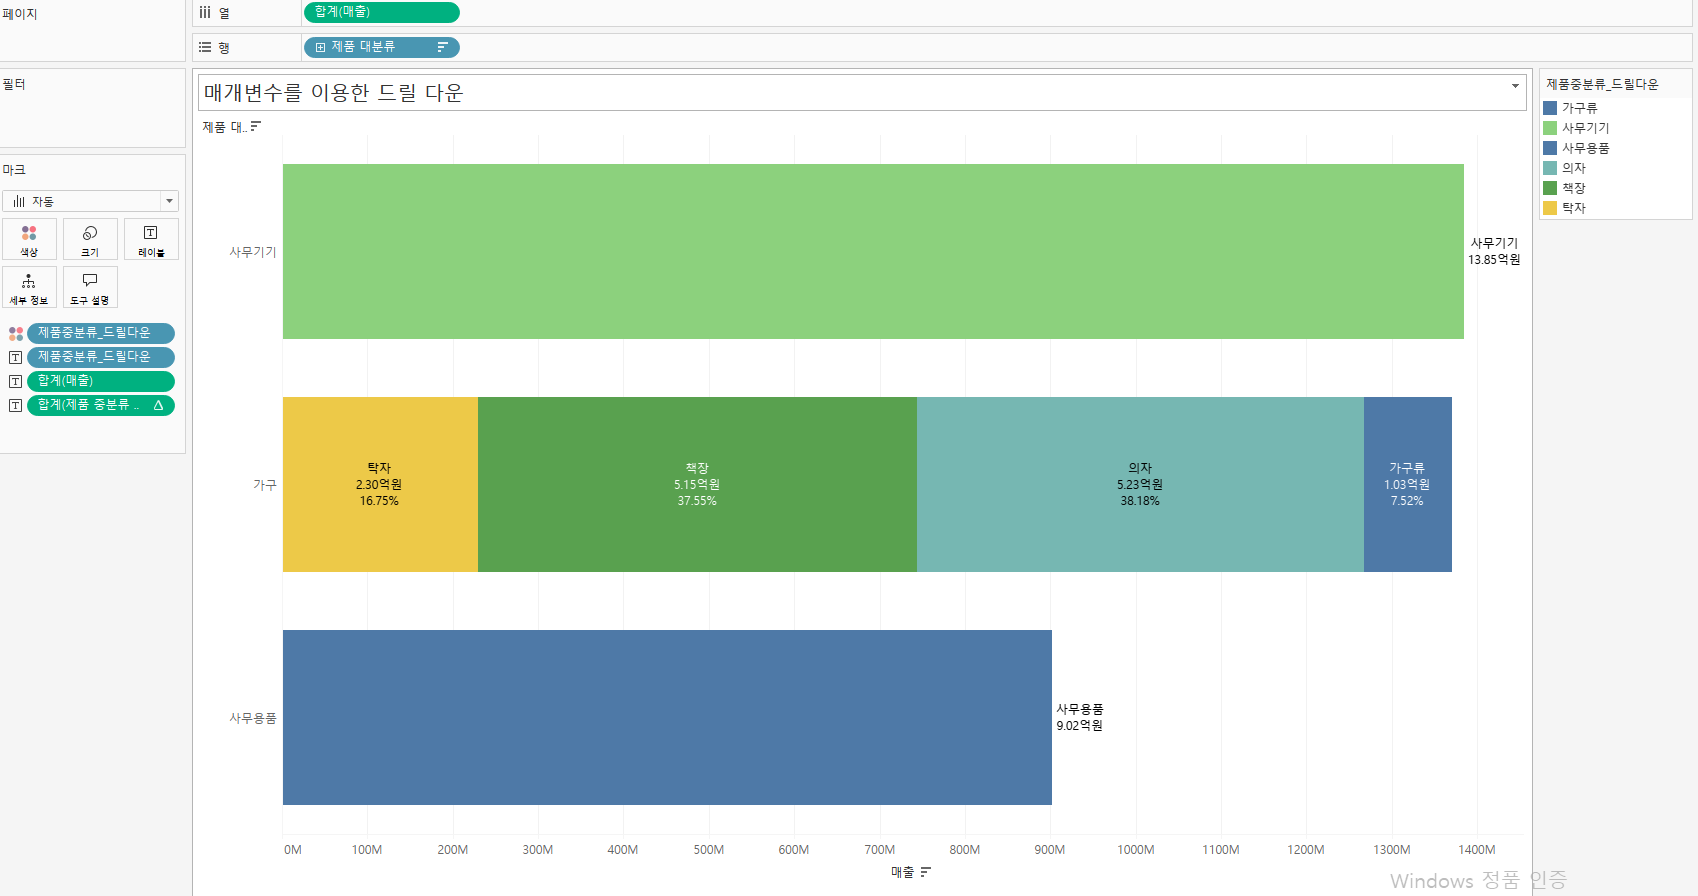 페이지
열
합계(매출)
행
제품 대분류
필터
마크
자동
색상
크기
레이블
세부 정보
도구 설명
제품중분류_드릴다운
제품중분류_드릴다운
합계(매출)
합계(제품 중분류 ..
매개변수를 이용한 드릴 다운
제품 대..
사무기기
사무기기
13.85억원
가구
탁자
2.30억원
16.75%
책장
5.15억원
37.55%
의자
5.23억원
38.18%
가구류
1.03억원
7.52%
사무용품
사무용품
9.02억원
0M
100M
200M
300M
400M
500M
600M
700M
800M
900M
1000M
1100M
1200M
1300M
1400M
매출
제품중분류_드릴다운
가구류
사무기기
사무용품
의자
책장
탁자
Windows 정품 인증